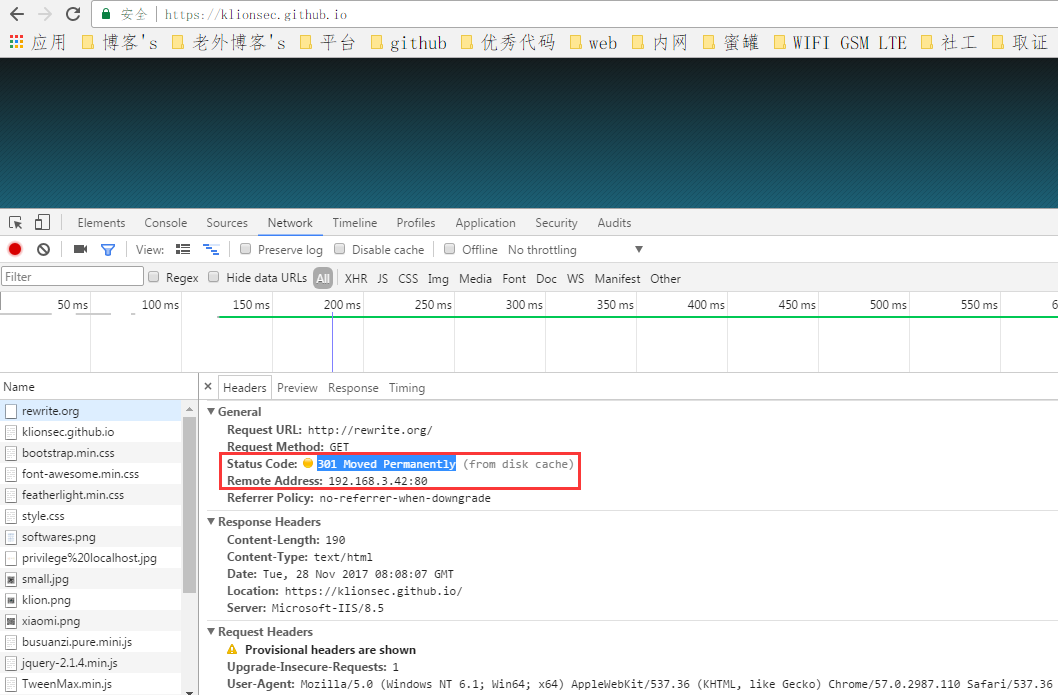 安全 https://klionsec.github.io
应用 博客's 老外博客's 平台 github 优秀代码 web 内网 蜜罐 WIFI GSM LTE 社工 取证
Elements Console Sources Network Timeline Profiles Application Security Audits
View: Preserve log Disable cache Offline No throttling
Filter Regex Hide data URLs All XHR JS CSS Img Media Font Doc WS Manifest Other
50 ms 100 ms 150 ms 200 ms 250 ms 300 ms 350 ms 400 ms 450 ms 500 ms 550 ms 6
Name
rewrite.org
klionsec.github.io
bootstrap.min.css
font-awesome.min.css
featherlight.min.css
style.css
softwares.png
privilege%20localhost.jpg
small.jpg
klion.png
xiaomi.png
busuanzi.pure.mini.js
jquery-2.1.4.min.js
TweenMax.min.js
× Headers Preview Response Timing
General
Request URL: http://rewrite.org/
Request Method: GET
Status Code: 301 Moved Permanently (from disk cache)
Remote Address: 192.168.3.42:80
Referrer Policy: no-referrer-when-downgrade
Response Headers
Content-Length: 190
Content-Type: text/html
Date: Tue, 28 Nov 2017 08:08:07 GMT
Location: https://klionsec.github.io/
Server: Microsoft-IIS/8.5
Request Headers
Provisional headers are shown
Upgrade-Insecure-Requests: 1
User-Agent: Mozilla/5.0 (Windows NT 6.1; Win64; x64) AppleWebKit/537.36 (KHTML, like Gecko) Chrome/57.0.2987.110 Safari/537.36